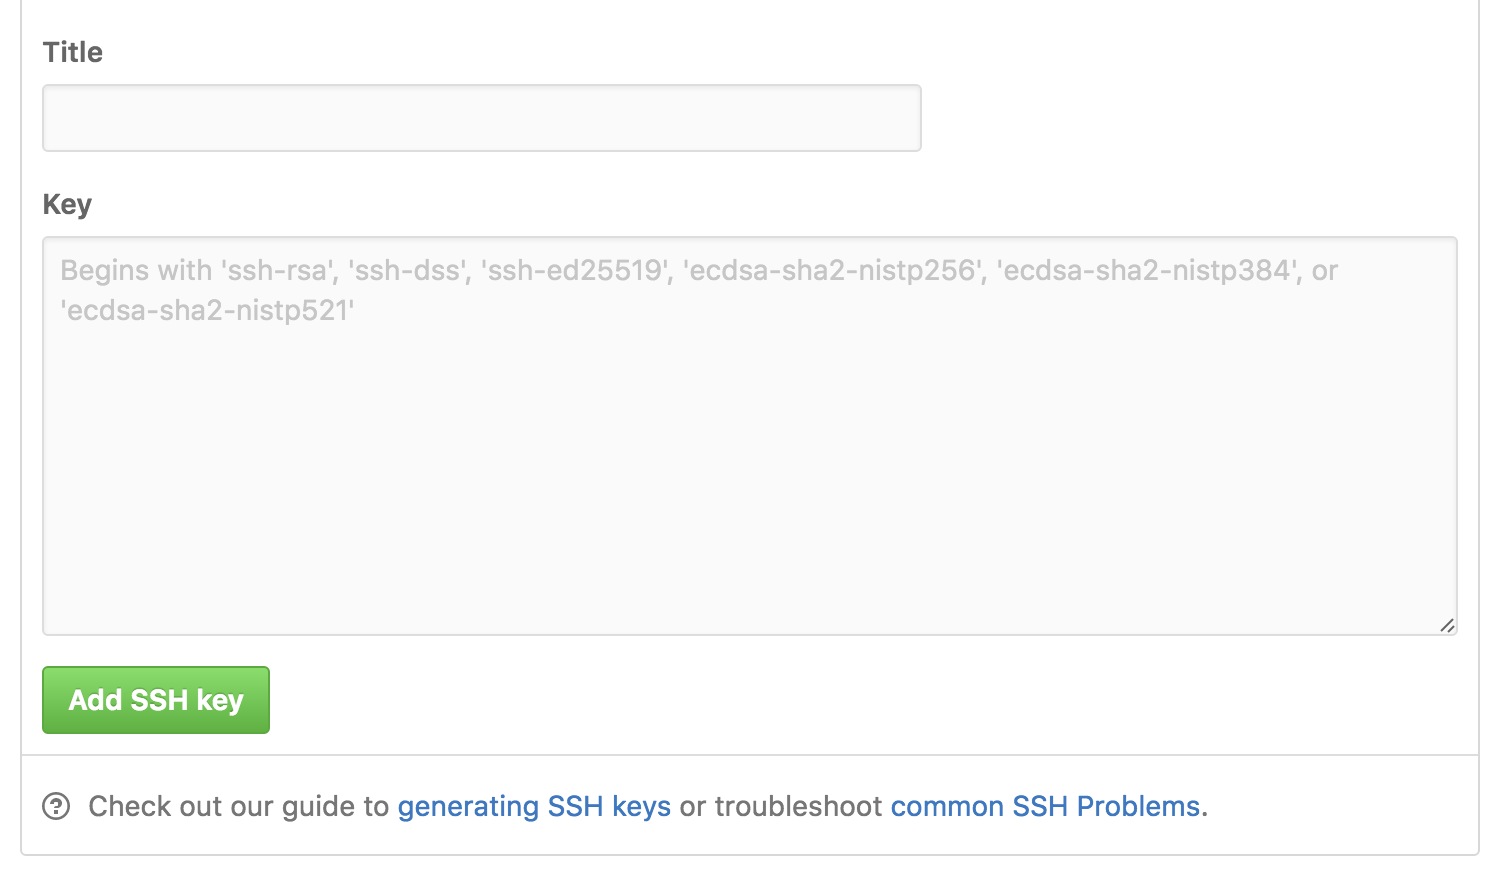 Title
Key
Begins with 'ssh-rsa', 'ssh-dss', 'ssh-ed25519', 'ecdsa-sha2-nistp256', 'ecdsa-sha2-nistp384', or
'ecdsa-sha2-nistp521'
Add SSH key
Check out our guide to generating SSH keys or troubleshoot common SSH Problems.